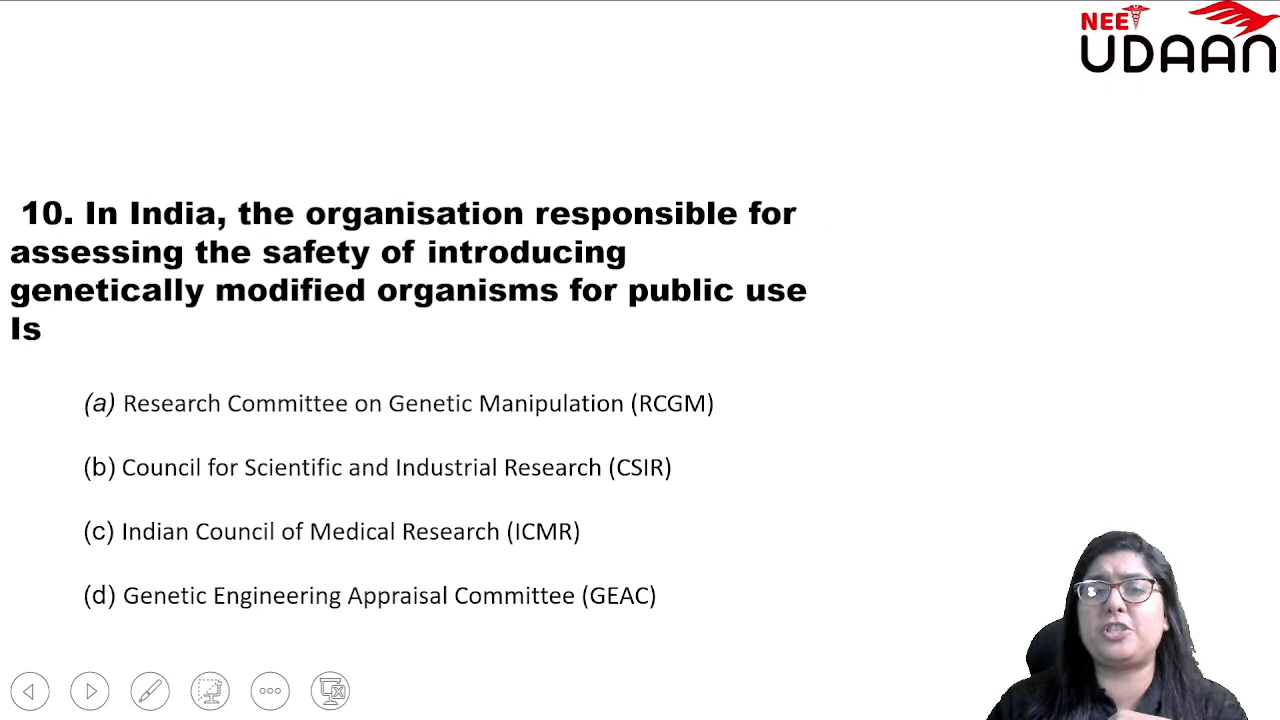 NEET
UDAAN
10. In India, the organisation responsible for
assessing the safety of introducing
genetically modified organisms for public use
Is
(a) Research Committee on Genetic Manipulation (RCGM)
(b) Council for Scientific and Industrial Research (CSIR)
(c) Indian Council of Medical Research (ICMR)
(d) Genetic Engineering Appraisal Committee (GEAC)